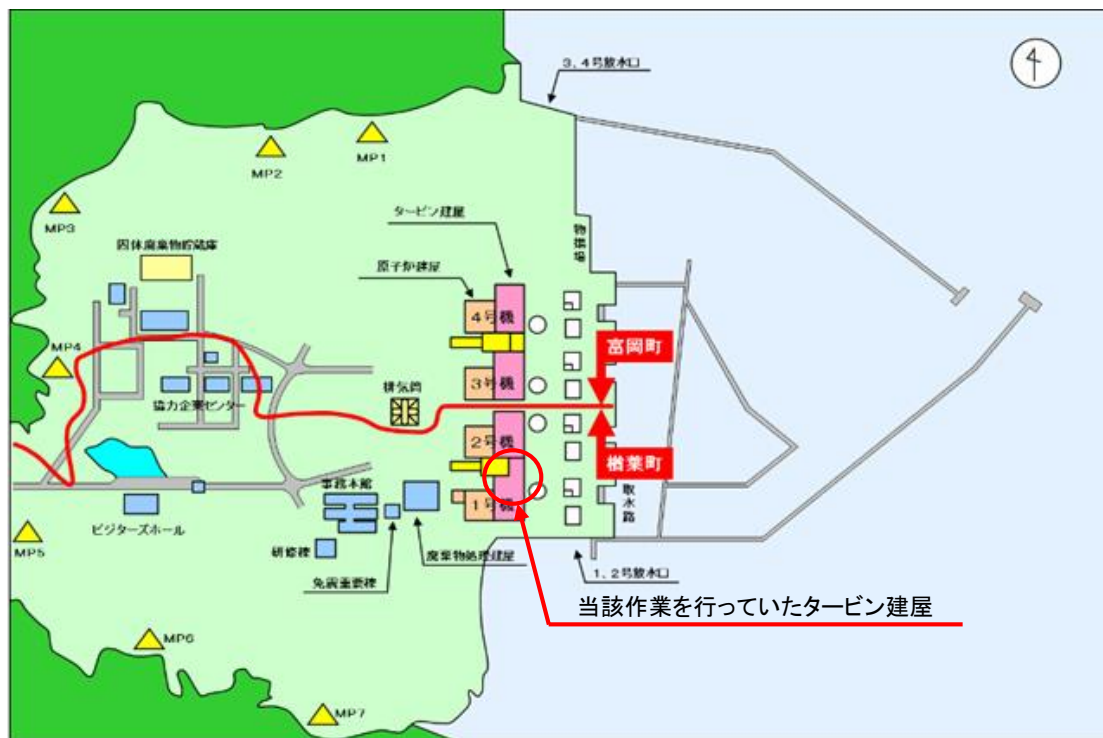 3、4号放水口
MP1
MP2
MP3
タービン建屋
物揚場
固体廃棄物貯蔵庫
原子炉建屋
4号機
富岡町
MP4
3号機
排気筒
協力企業センター
2号機
楢葉町
事務本館
1号機
取水路
ビジターズホール
MP5
研修棟
廃棄物処理建屋
免震重要棟
1、2号放水口
当該作業を行っていたタービン建屋
MP6
MP7